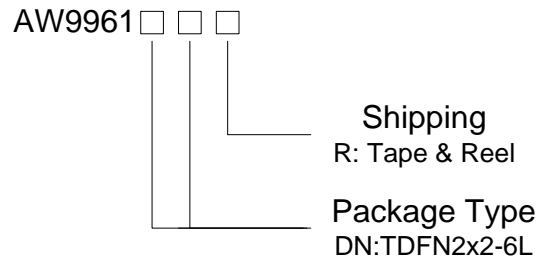 AW9961
Shipping
R: Tape & Reel
Package Type
DN:TDFN2x2-6L